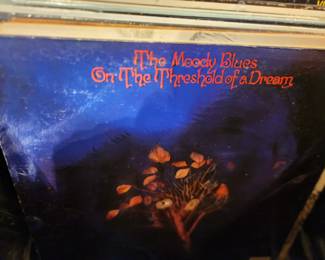 The Moody Blues
On The Threshold of a Dream